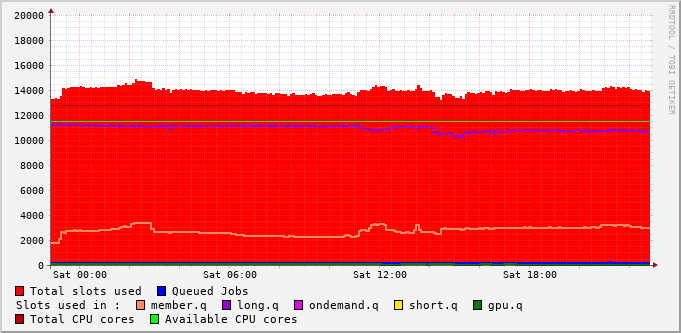 20000
18000
16000
14000
12000
10000
8000
6000
4000
2000
0
Sat 00:00 Sat 06:00 Sat 12:00 Sat 18:00
RRDTOOL / TOBI OETIKER
Total slots used Queued Jobs
Slots used in : member.q long.q ondemand.q short.q gpu.q
Total CPU cores Available CPU cores